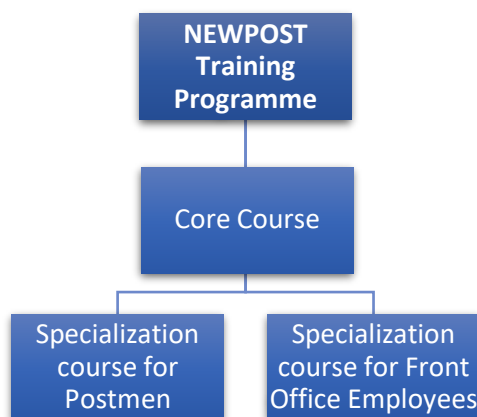 NEWPOST
Training
Programme
Core Course
Specialization
course for
Postmen
Specialization
course for Front
Office Employees